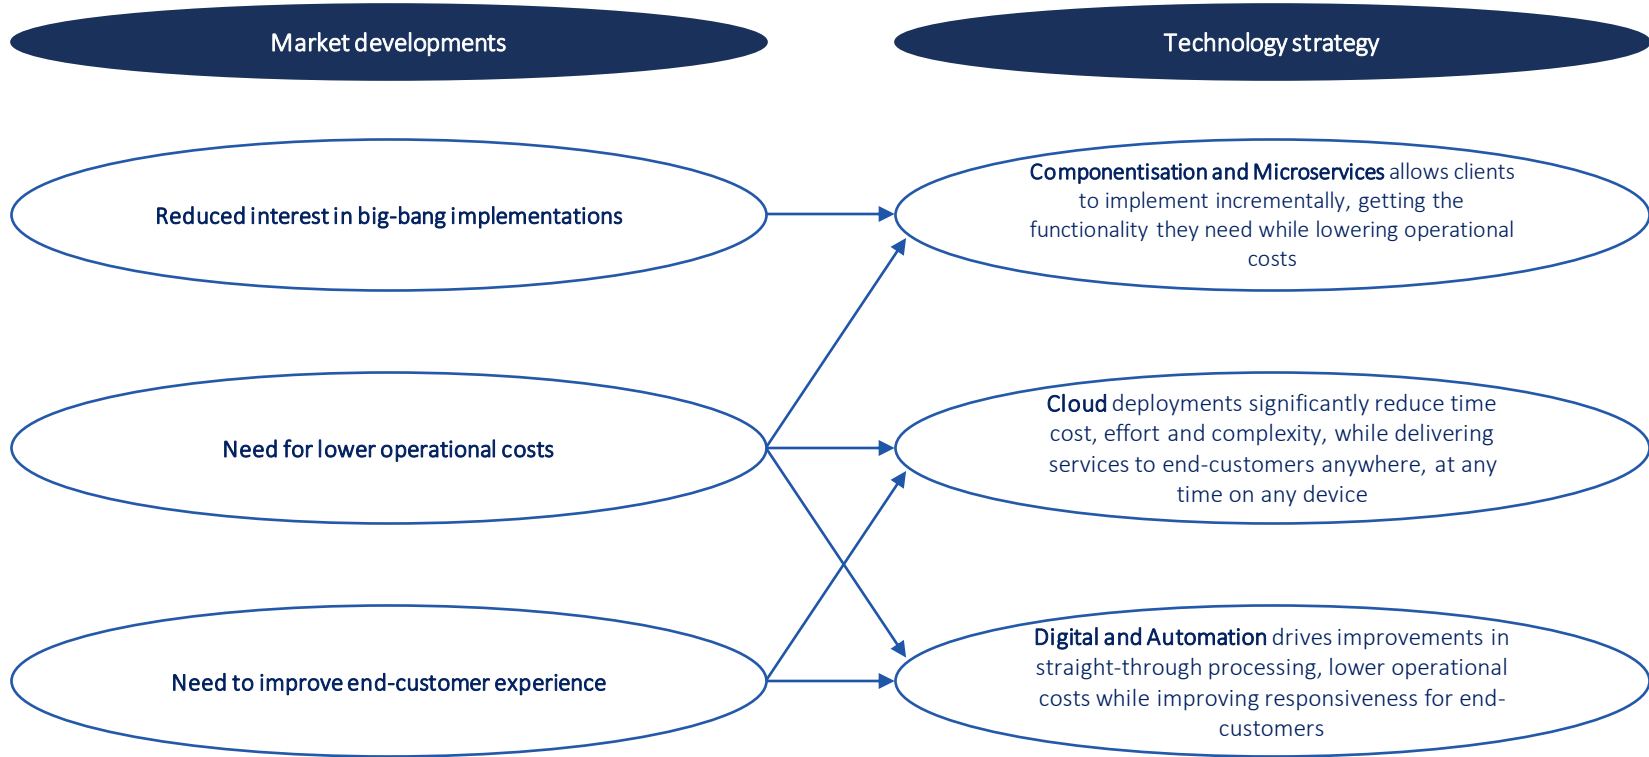 Market developments
Technology strategy
Reduced interest in big-bang implementations
Componentisation and Microservices allows clients
to implement incrementally, getting the
functionality they need while lowering operational
costs
Need for lower operational costs
Cloud deployments significantly reduce time
cost, effort and complexity, while delivering
services to end-customers anywhere, at any
time on any device
Need to improve end-customer experience
Digital and Automation drives improvements in
straight-through processing, lower operational
costs while improving responsiveness for end-
customers